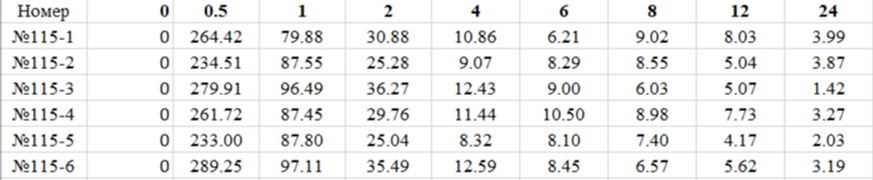 Номер 0 0.5 1 2 4 6 8 12 24
№115-1 0 264.42 79.88 30.88 10.86 6.21 9.02 8.03 3.99
№115-2 0 234.51 87.55 25.28 9.07 8.29 8.55 5.04 3.87
№115-3 0 279.91 96.49 36.27 12.43 9.00 6.03 5.07 1.42
№115-4 0 261.72 87.45 29.76 11.44 10.50 8.98 7.73 3.27
№115-5 0 233.00 87.80 25.04 8.32 8.10 7.40 4.17 2.03
№115-6 0 289.25 97.11 35.49 12.59 8.45 6.57 5.62 3.19